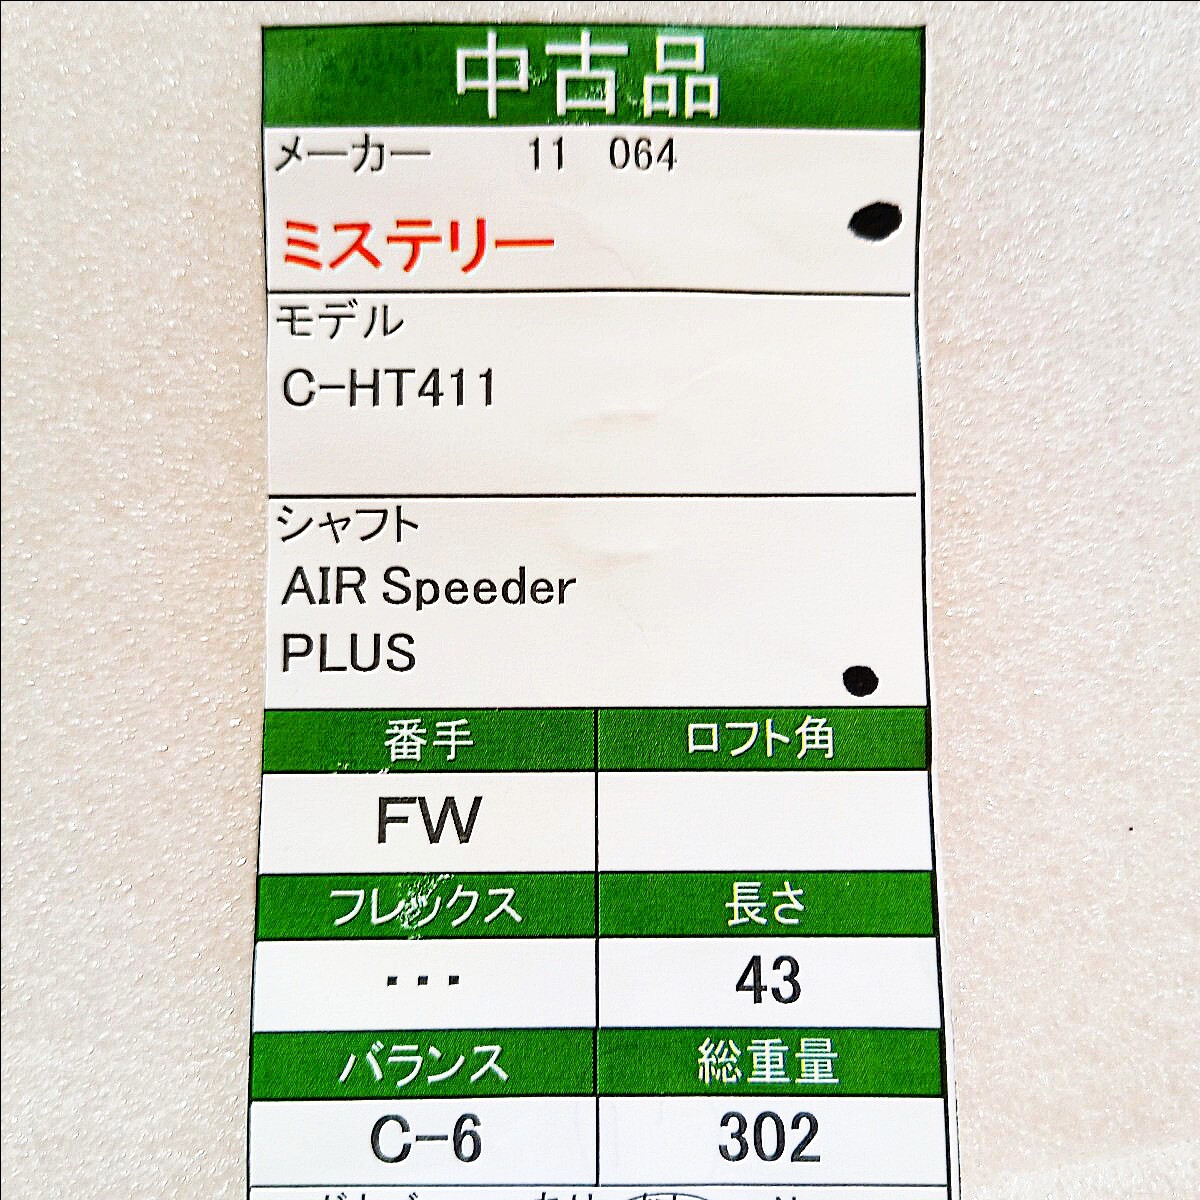 中古品
メーカー 11 064
ミステリー
モデル
C-HT411
シャフト
AIR Speeder
PLUS
番手 ロフト角
FW
フレックス 長さ
... 43
バランス 総重量
C-6 302